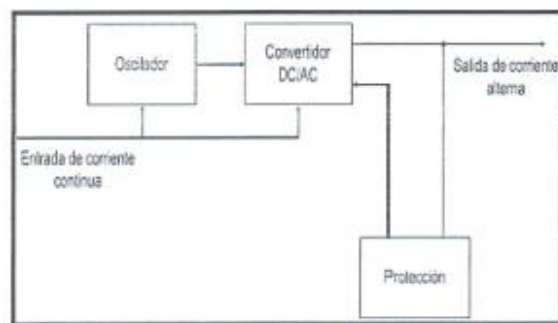 Oscilador
Convertidor
DC/AC
Salida de corriente
alterna
Entrada de corriente
continua
Protección